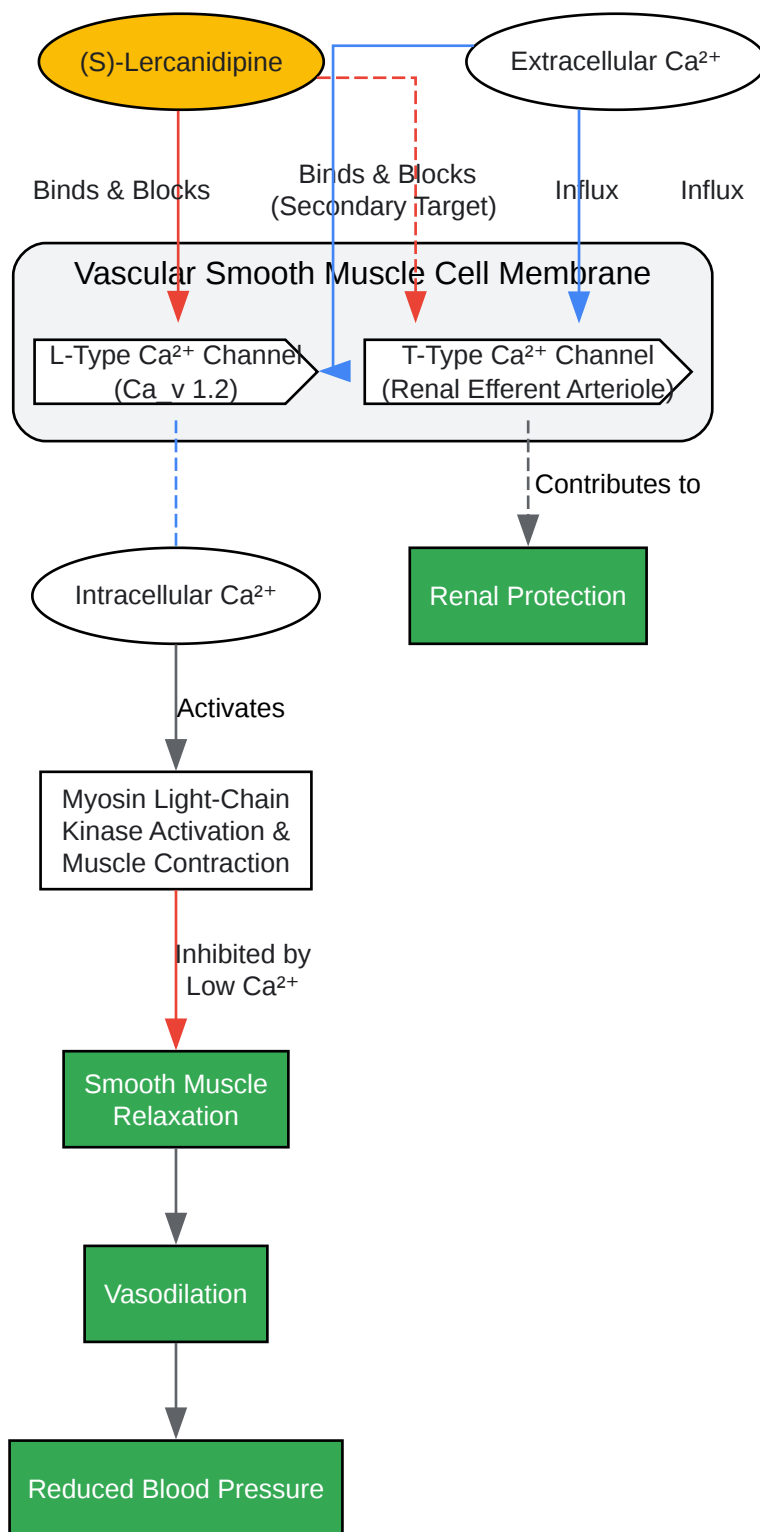 (S)-Lercanidipine
Extracellular Ca²⁺
Binds & Blocks
Binds & Blocks
(Secondary Target)
Influx
Influx
Vascular Smooth Muscle Cell Membrane
L-Type Ca²⁺ Channel
(Ca_v 1.2)
T-Type Ca²⁺ Channel
(Renal Efferent Arteriole)
Contributes to
Intracellular Ca²⁺
Renal Protection
Activates
Myosin Light-Chain
Kinase Activation &
Muscle Contraction
Inhibited by
Low Ca²⁺
Smooth Muscle
Relaxation
Vasodilation
Reduced Blood Pressure